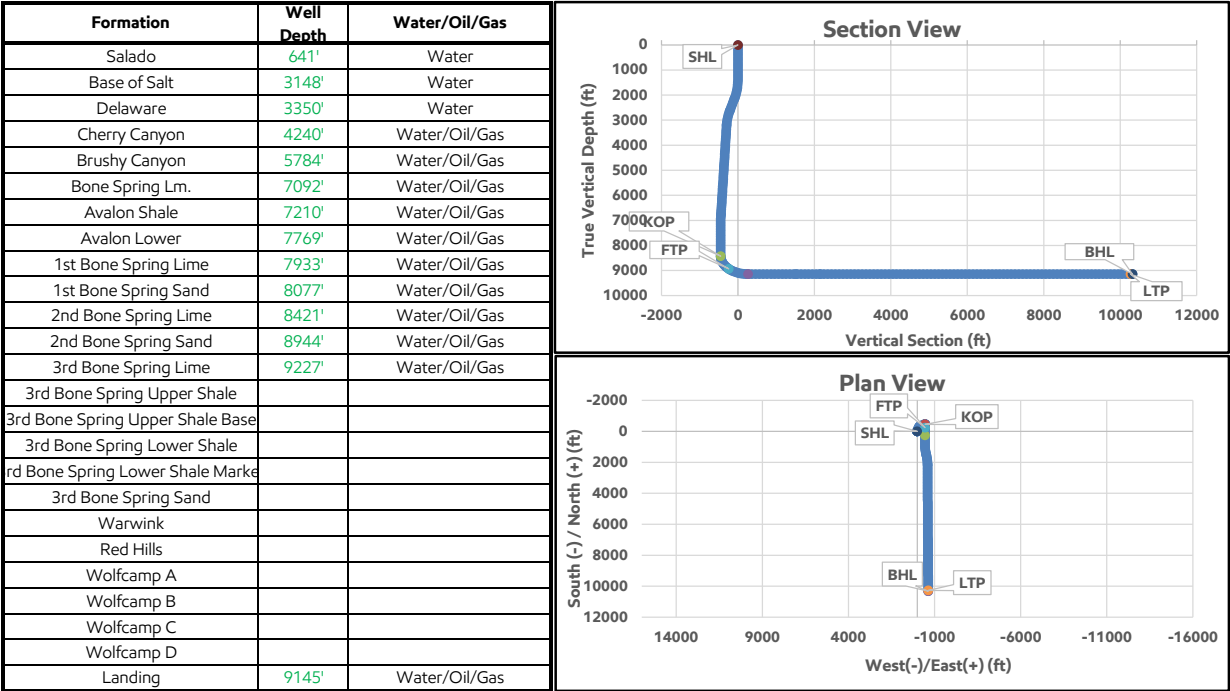 Formation Well Depth Water/Oil/Gas
Salado 641' Water
Base of Salt 3148' Water
Delaware 3350' Water
Cherry Canyon 4240' Water/Oil/Gas
Brushy Canyon 5784' Water/Oil/Gas
Bone Spring Lm. 7092' Water/Oil/Gas
Avalon Shale 7210' Water/Oil/Gas
Avalon Lower 7769' Water/Oil/Gas
1st Bone Spring Lime 7933' Water/Oil/Gas
1st Bone Spring Sand 8077' Water/Oil/Gas
2nd Bone Spring Lime 8421' Water/Oil/Gas
2nd Bone Spring Sand 8944' Water/Oil/Gas
3rd Bone Spring Lime 9227' Water/Oil/Gas
3rd Bone Spring Upper Shale
3rd Bone Spring Upper Shale Base
3rd Bone Spring Lower Shale
rd Bone Spring Lower Shale Marke
3rd Bone Spring Sand
Warwink
Red Hills
Wolfcamp A
Wolfcamp B
Wolfcamp C
Wolfcamp D
Landing 9145' Water/Oil/Gas
Section View
True Vertical Depth (ft)
0
1000
2000
3000
4000
5000
6000
7000
8000
9000
10000
SHL
KOP
FTP
BHL
LTP
-2000 0 2000 4000 6000 8000 10000 12000
Vertical Section (ft)
Plan View
South (-) / North (+) (ft)
-2000
0
2000
4000
6000
8000
10000
12000
FTP
KOP
SHL
BHL
LTP
14000 9000 4000 -1000 -6000 -11000 -16000
West(-)/East(+) (ft)